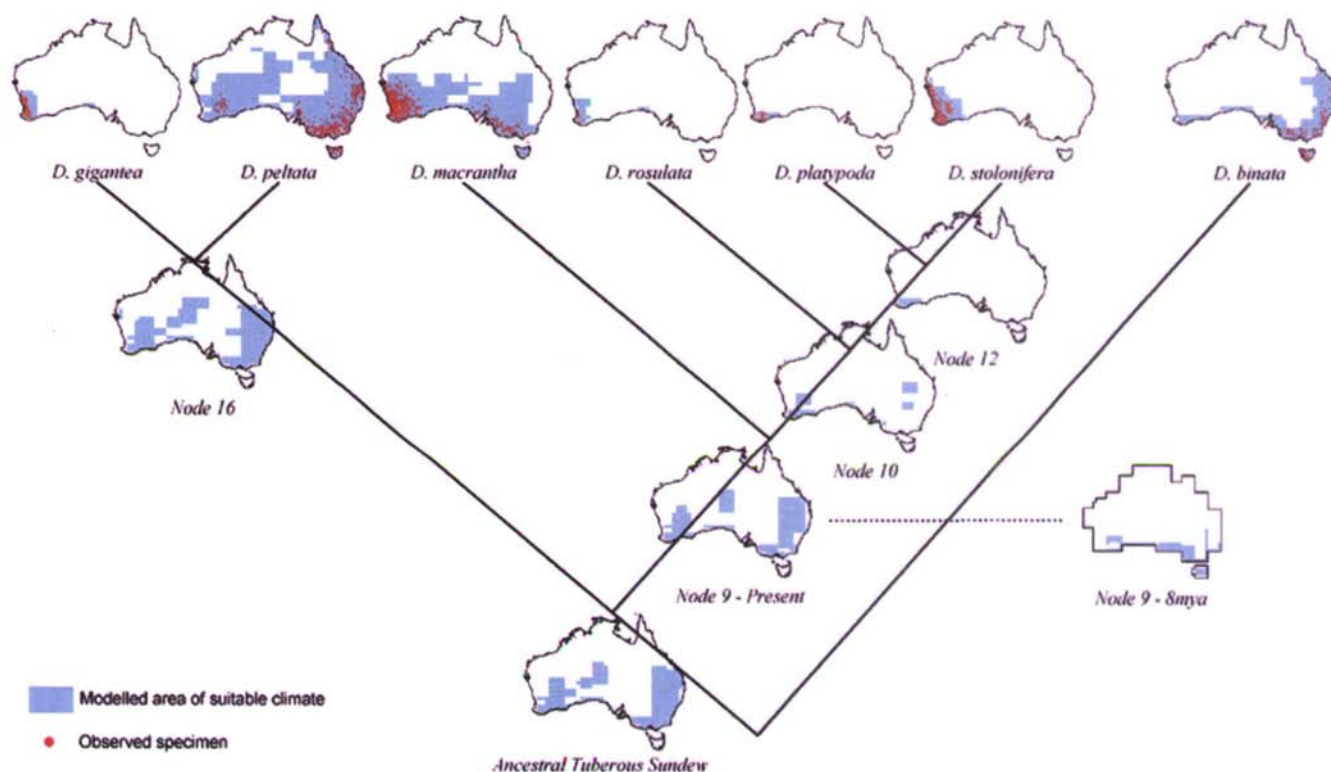 D. gigantea
D. peltata
D. macrantha
D. rosulata
D. platypoda
D. stolonifera
D. binata
Node 16
Node 12
Node 10
Node 9 - Present
Node 9 - 8mya
Modelled area of suitable climate
Observed specimen
Ancestral Tuberous Sundew